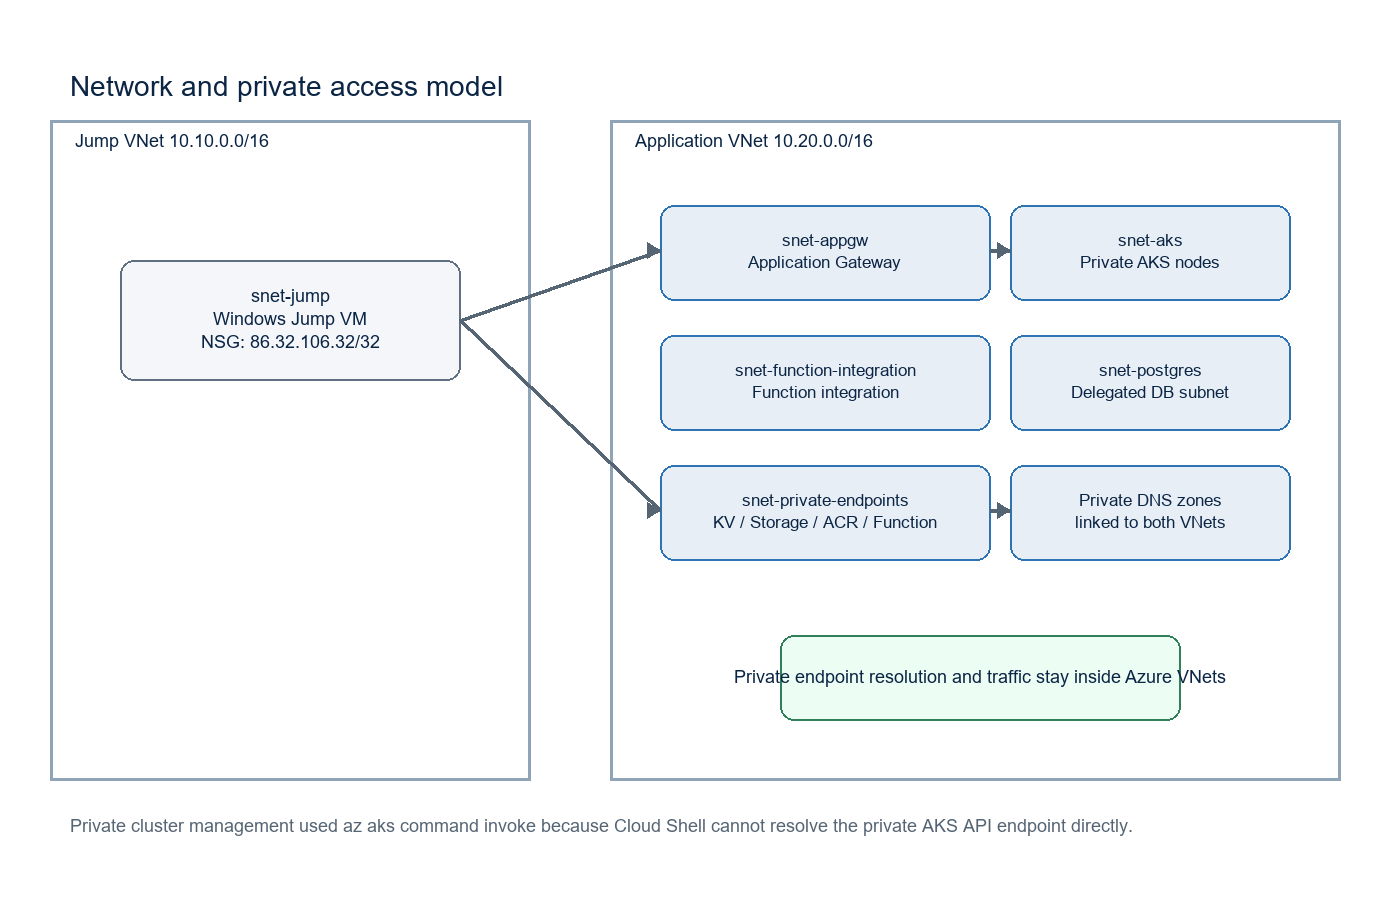 Network and private access model
Jump VNet 10.10.0.0/16
snet-jump
Windows Jump VM
NSG: 86.32.106.32/32
Application VNet 10.20.0.0/16
snet-appgw
Application Gateway
snet-aks
Private AKS nodes
snet-function-integration
Function integration
snet-postgres
Delegated DB subnet
snet-private-endpoints
KV / Storage / ACR / Function
Private DNS zones
linked to both VNets
Private endpoint resolution and traffic stay inside Azure VNets
Private cluster management used az aks command invoke because Cloud Shell cannot resolve the private AKS API endpoint directly.